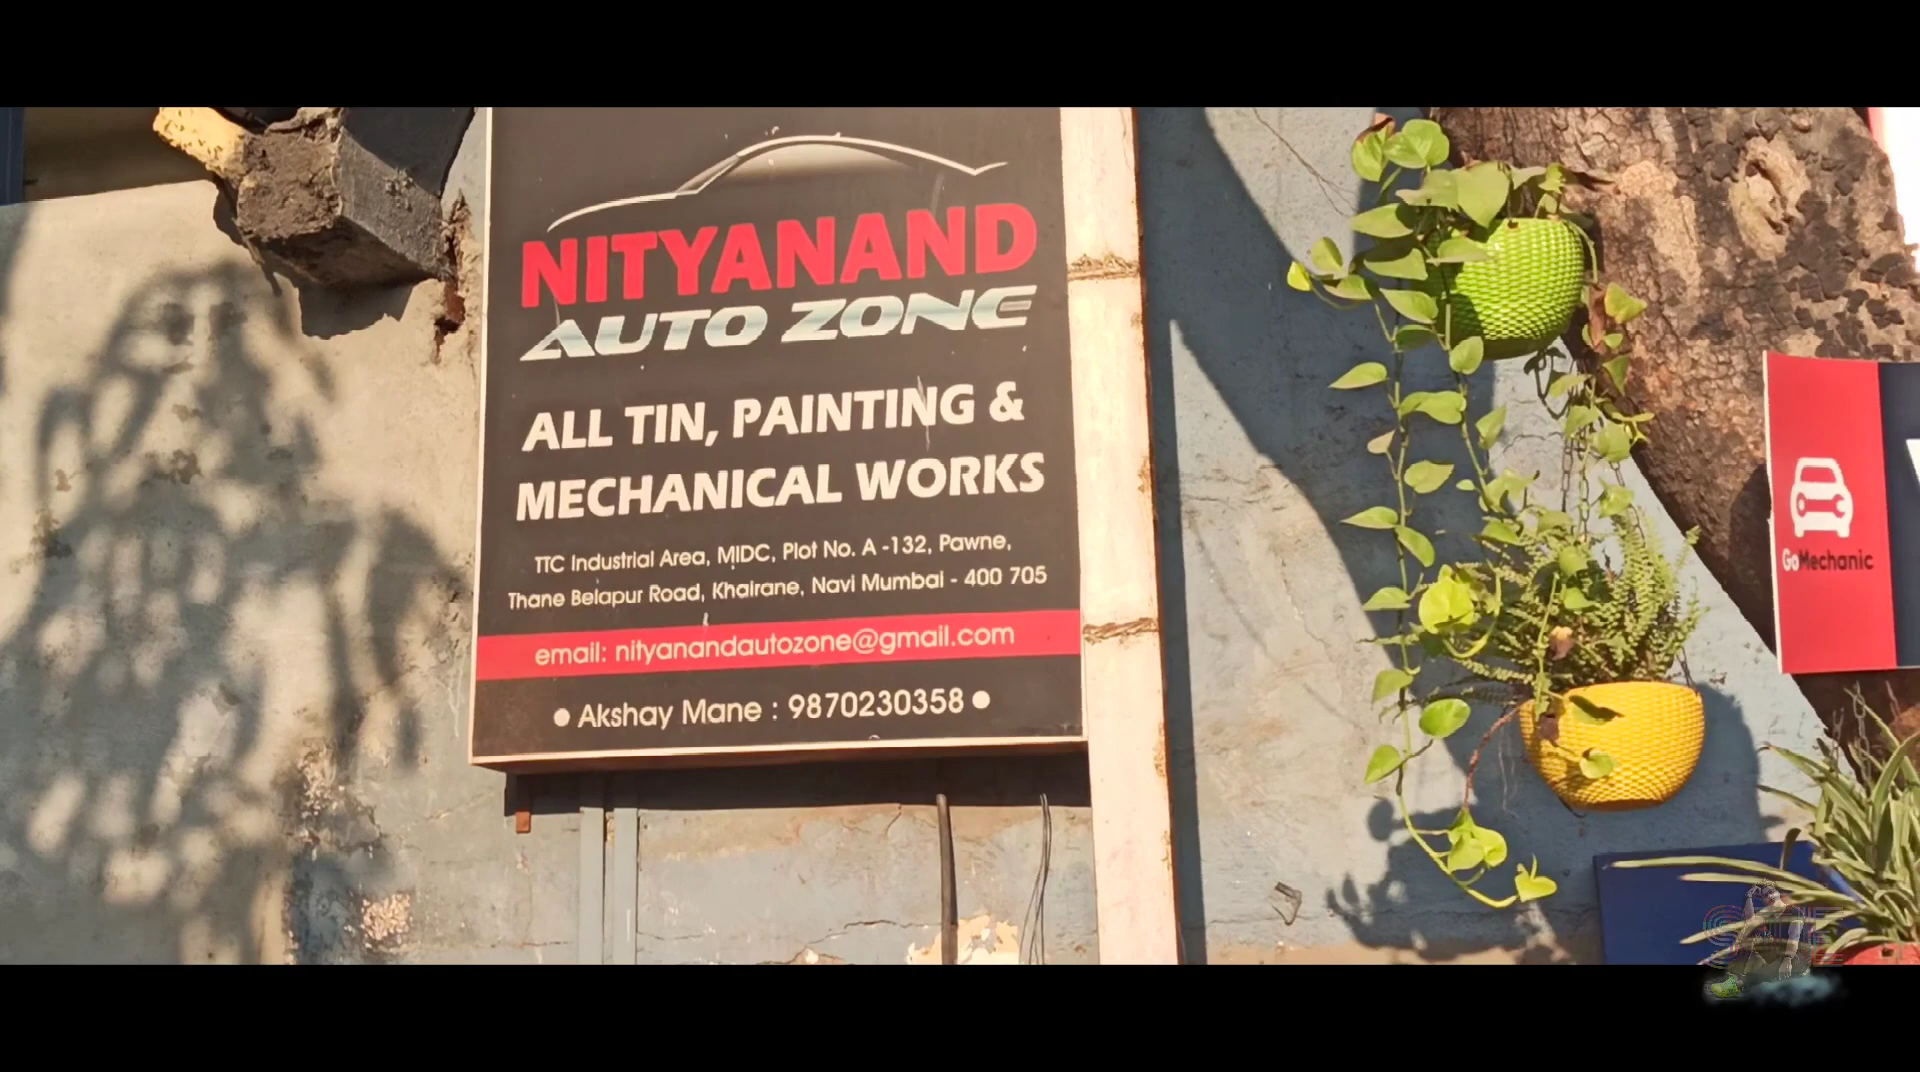 NITYANAND
AUTO ZONE
ALL TIN, PAINTING &
MECHANICAL WORKS
TTC Industrial Area, MIDC, Plot No. A -132, Pawne,
Thane Belapur Road, Khairane, Navi Mumbai - 400 705
email: nityanandautozone@gmail.com
● Akshay Mane : 9870230358 ●
GoMechanic